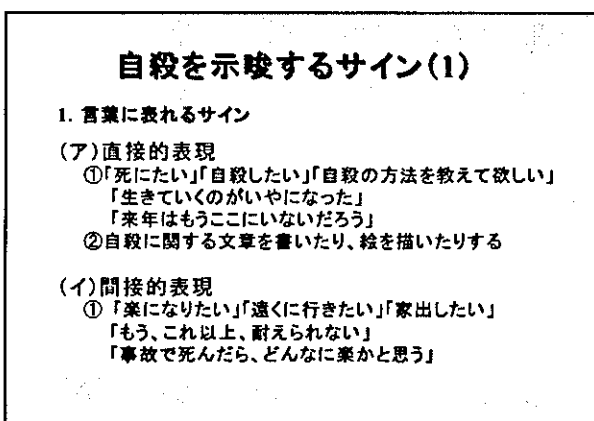 自殺を示唆するサイン(1)
1. 言葉に表れるサイン
(ア)直接的表現
①「死にたい」「自殺したい」「自殺の方法を教えて欲しい」
「生きていくのがいやになった」
「来年はもうここにいないだろう」
②自殺に関する文章を書いたり、絵を描いたりする
(イ)間接的表現
① 「楽になりたい」「遠くに行きたい」「家出したい」
「もう、これ以上、耐えられない」
「事故で死んだら、どんなに楽かと思う」